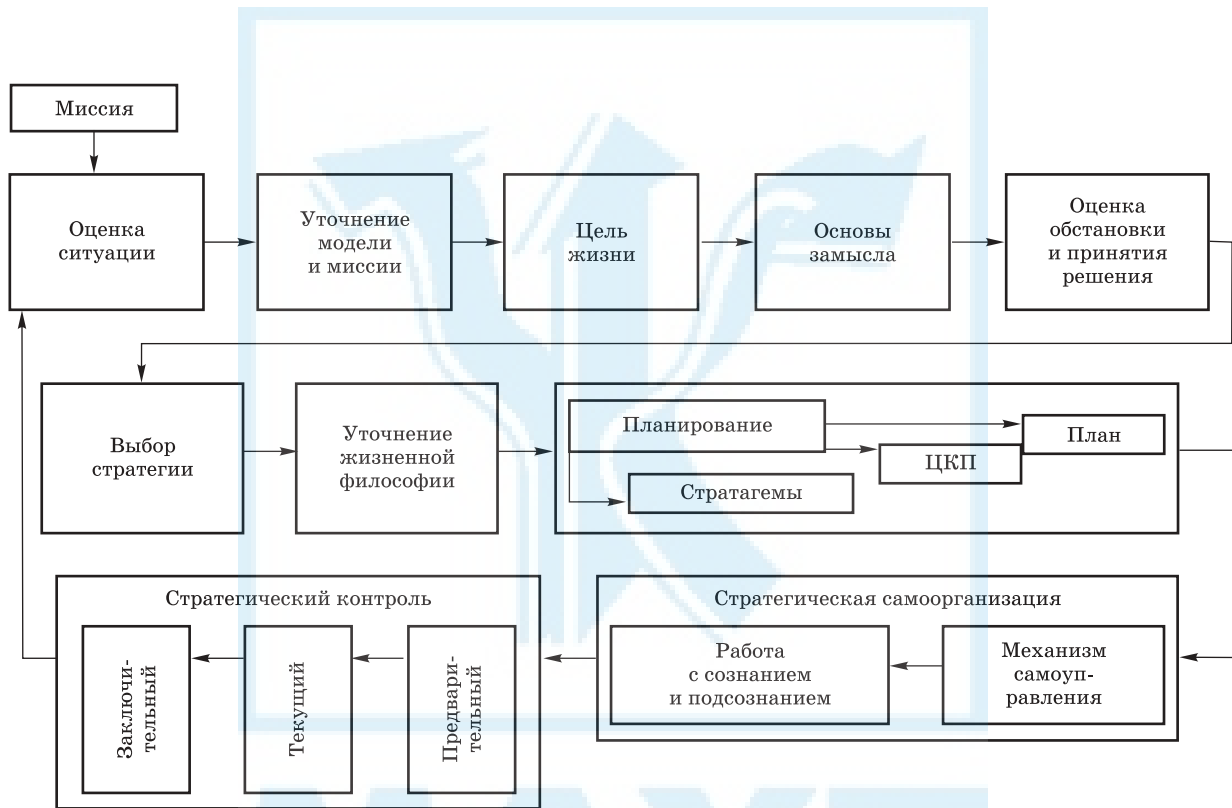 Миссия
Оценка
ситуации
Уточнение
модели
и миссии
Цель
жизни
Основы
замысла
Оценка
обстановки
и принятия
решения
Выбор
стратегии
Уточнение
жизненной
философии
Планирование
План
ЦКП
Стратагемы
Стратегический контроль
Заключи-
тельный
Текущий
Предвари-
тельный
Стратегическая самоорганизация
Работа
с сознанием
и подсознанием
Механизм
самоуп-
равления